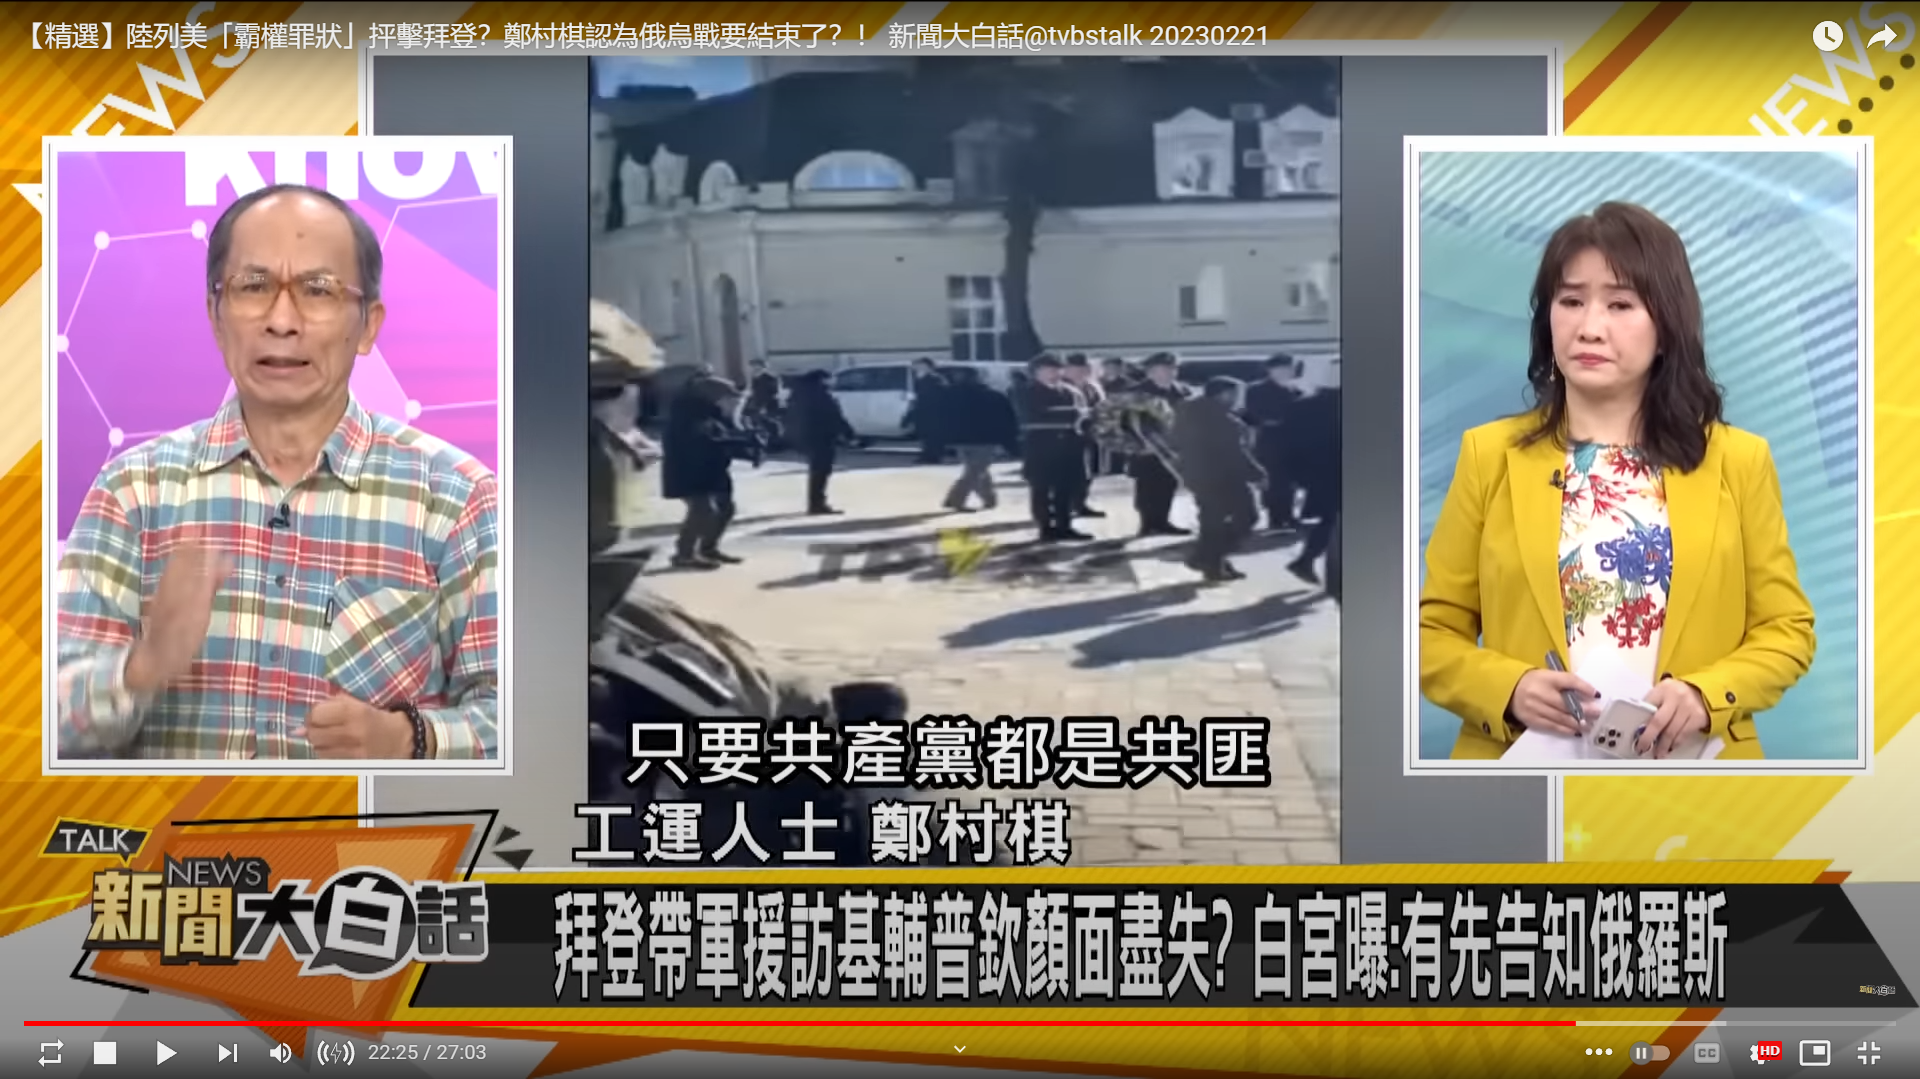 【精選】陸列美「霸權罪狀」抨擊拜登? 鄭村棋認為俄烏戰要結束了?！ 新聞大白話@tvbstalk 20230221
NEWS
NEWS
know
只要共產黨都是共匪
工運人士 鄭村棋
TALK
NEWS
新聞大白話
拜登帶軍援訪基輔普欽顏面盡失? 白宮曝:有先告知俄羅斯
22:25 / 27:03
CC
HD